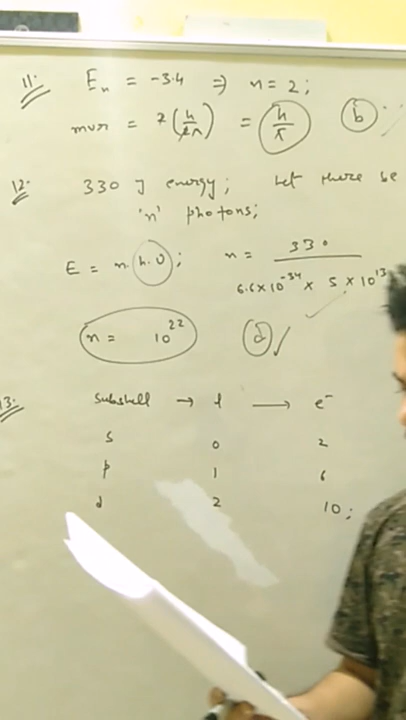 11. Eₙ = -3.4 ⇒ n = 2;
mvr = 2(h/2π) = h/π (b)
12. 330 J energy; Let there be
'n' photons;
E = n.h.υ; n = 330 / 6.6×10⁻³⁴ × 5 × 10¹³
n = 10²² (d)
13. Subshell → l → e⁻
s 0 2
p 1 6
d 2 10;